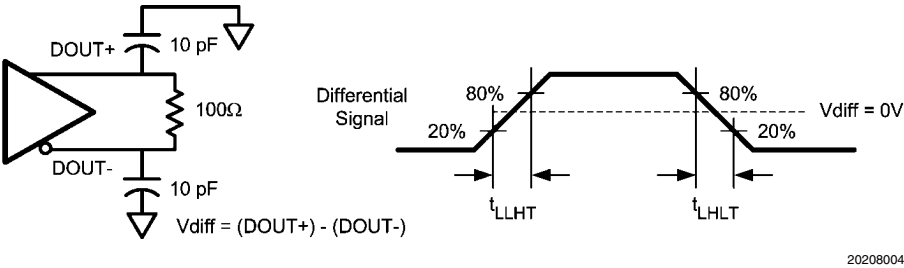 DOUT+
10 pF
100Ω
DOUT-
10 pF
Vdiff = (DOUT+) - (DOUT-)
Differential
Signal
80%
20%
80%
20%
Vdiff = 0V
tLLHT
tLHLT
20208004